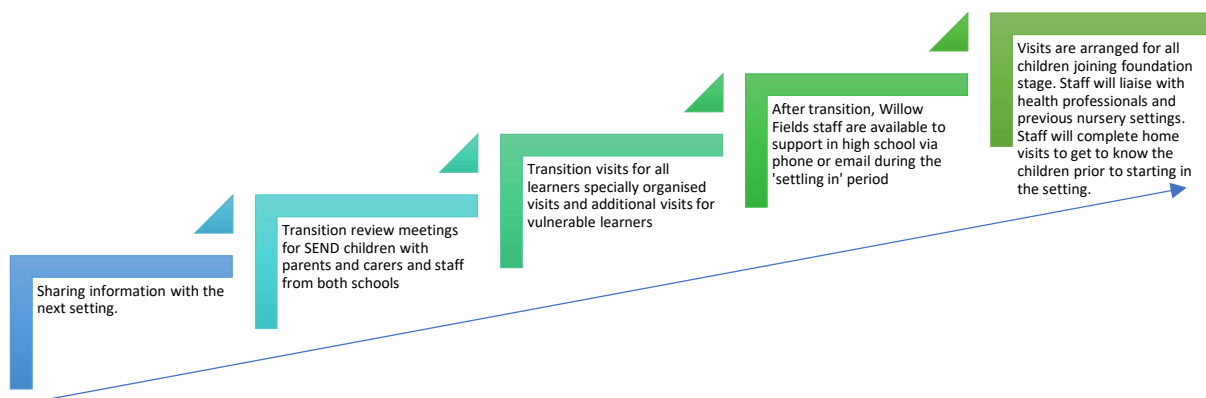 Sharing information with the
next setting.
Transition review meetings
for SEND children with
parents and carers and staff
from both schools
Transition visits for all
learners specially organised
visits and additional visits for
vulnerable learners
After transition, Willow
Fields staff are available to
support in high school via
phone or email during the
'settling in' period
Visits are arranged for all
children joining foundation
stage. Staff will liaise with
health professionals and
previous nursery settings.
Staff will complete home
visits to get to know the
children prior to starting in
the setting.